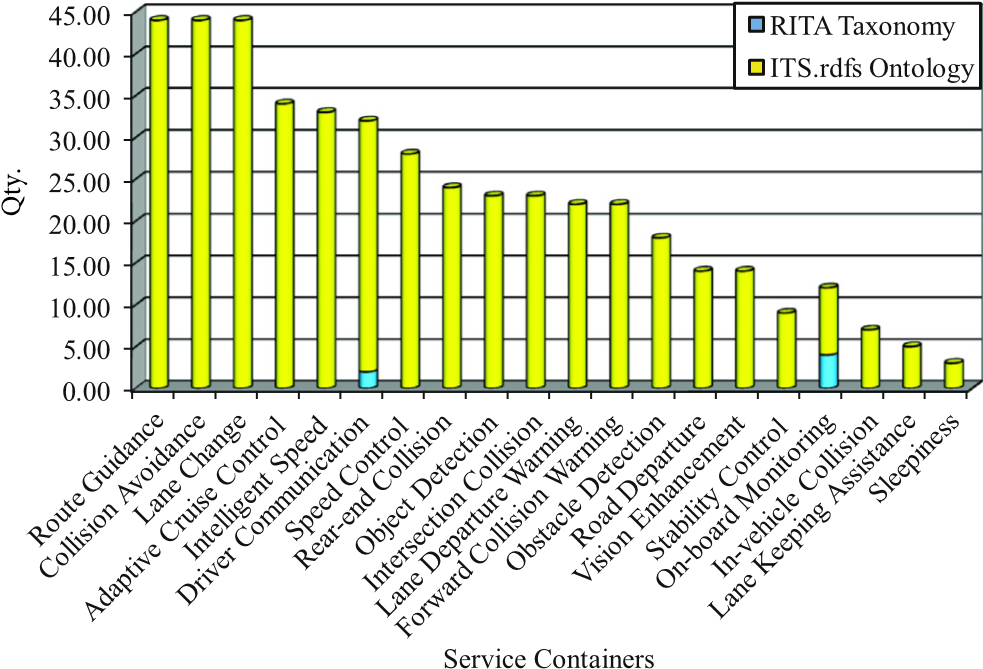 RITA Taxonomy
ITS.rdfs Ontology
45.00
40.00
35.00
30.00
25.00
20.00
15.00
10.00
5.00
0.00
Qty.
Route Guidance
Collision Avoidance
Lane Change
Adaptive Cruise Control
Intelligent Speed
Driver Communication
Speed Control
Rear-end Collision
Object Detection
Intersection Collision
Lane Departure Warning
Forward Collision Warning
Obstacle Detection
Road Departure
Vision Enhancement
Stability Control
On-board Monitoring
In-vehicle Collision
Lane Keeping Assistance
Sleepiness
Service Containers